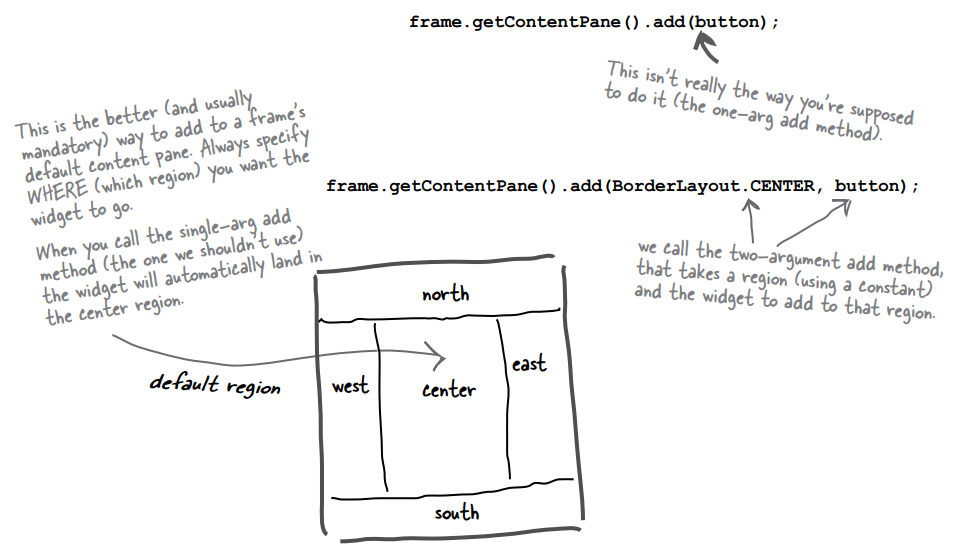 frame.getContentPane().add(button);
This isn't really the way you're supposed
to do it (the one-arg add method).
This is the better (and usually
mandatory) way to add to a frame's
default content pane. Always specify
WHERE (which region) you want the
widget to go.
frame.getContentPane().add(BorderLayout.CENTER, button);
we call the two-argument add method,
that takes a region (using a constant)
and the widget to add to that region.
When you call the single-arg add
method (the one we shouldn't use)
the widget will automatically land in
the center region.
default region
north
west
center
east
south